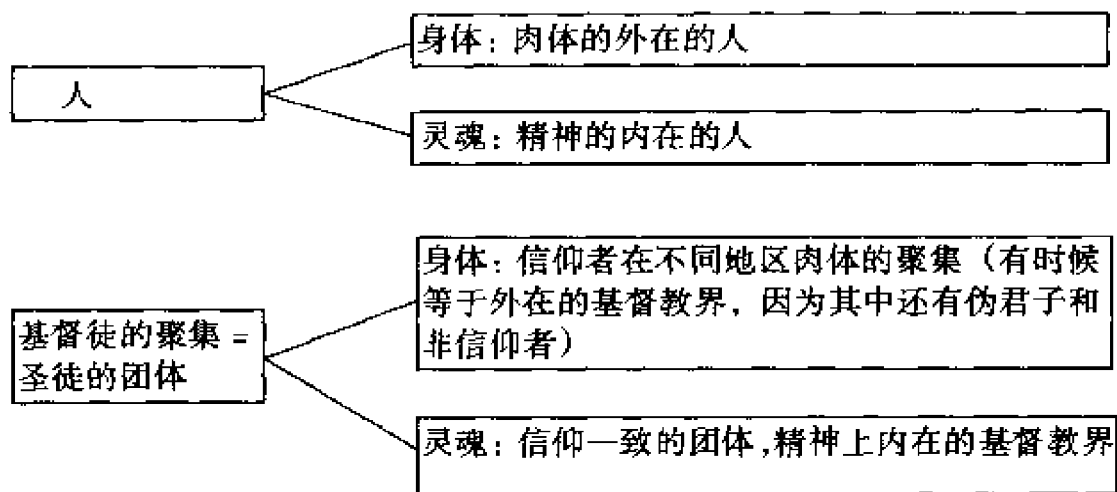 身体：肉体的外在的人
人
灵魂：精神的内在的人
身体：信仰者在不同地区肉体的聚集（有时候
等于外在的基督教界，因为其中还有伪君子和
非信仰者）
基督徒的聚集=
圣徒的团体
灵魂：信仰一致的团体，精神上内在的基督教界